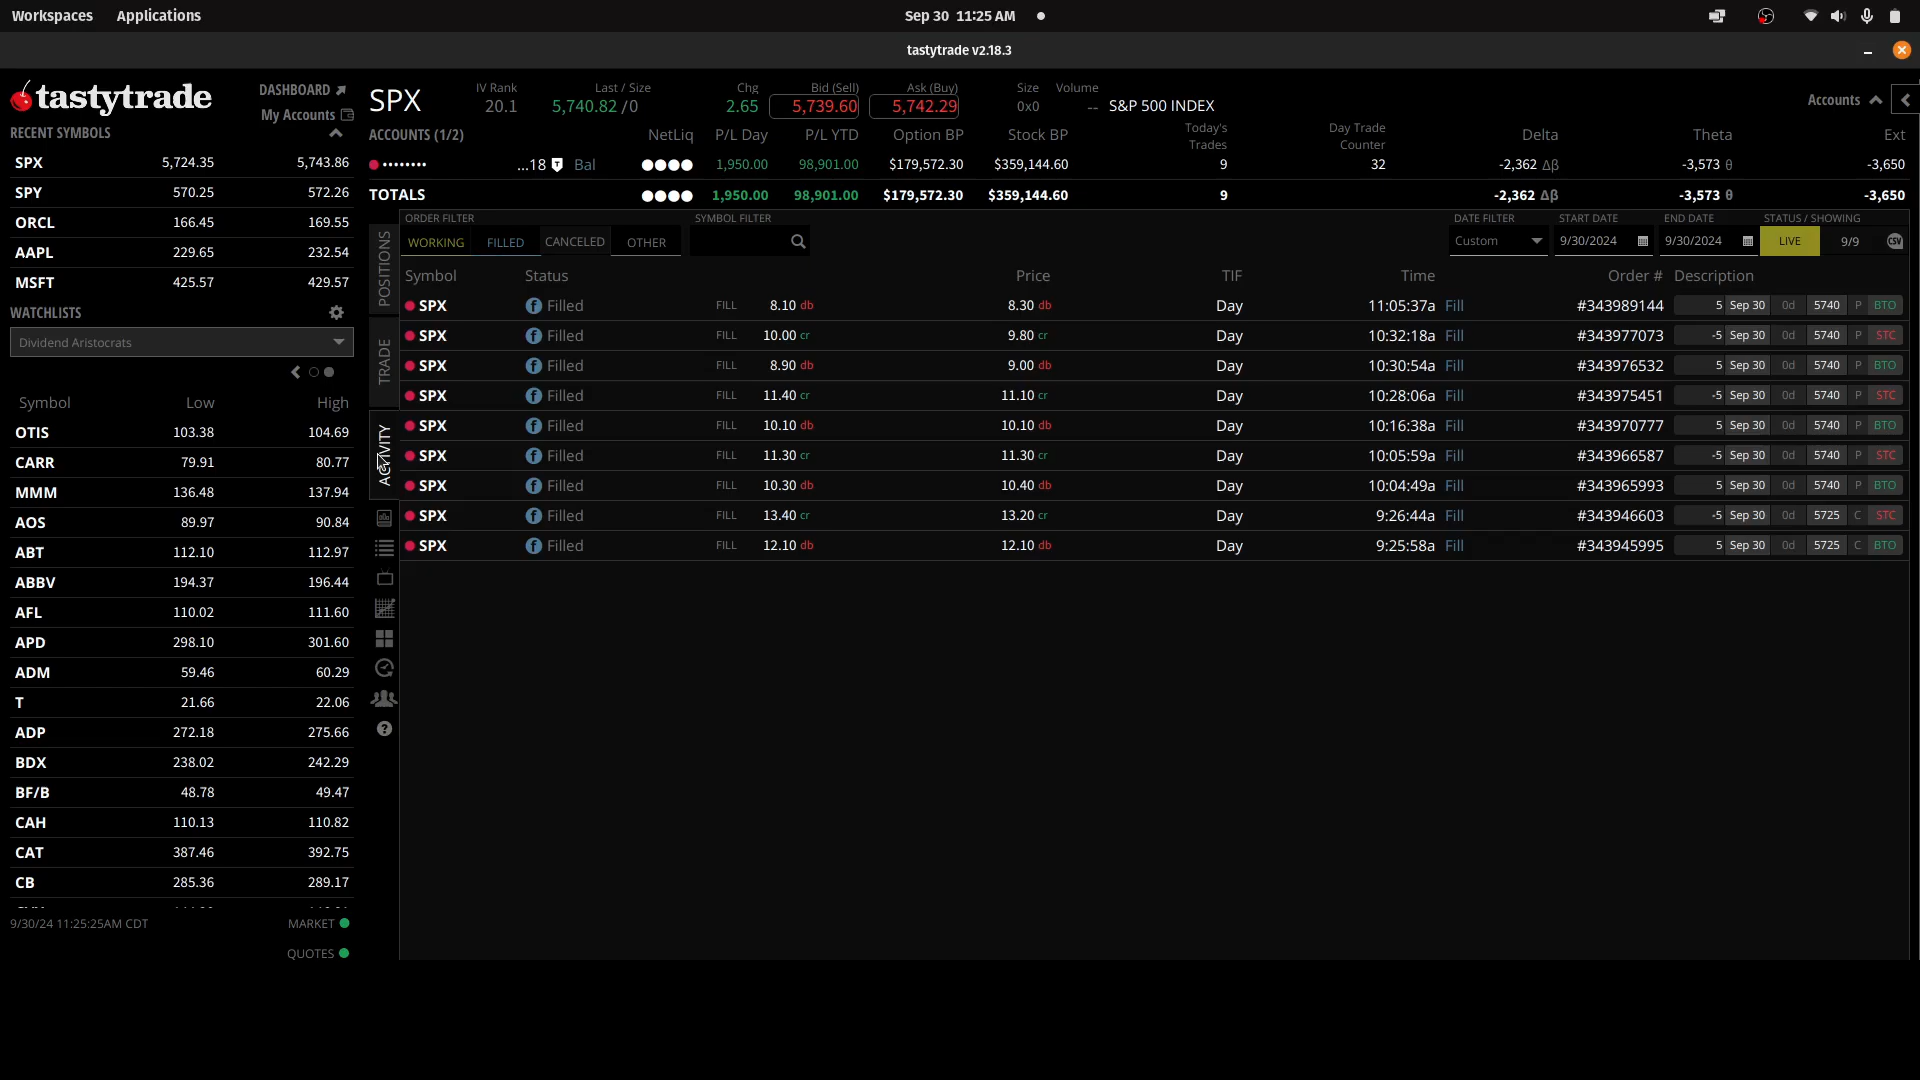 Workspaces Applications Sep 30 11:25 AM
tastytrade v2.18.3
tastytrade DASHBOARD
My Accounts
SPX IV Rank 20.1 Last / Size 5,740.82 /0 Chg 2.65 Bid (Sell) 5,739.60 Ask (Buy) 5,742.29 Size 0x0 Volume -- S&P 500 INDEX Accounts
RECENT SYMBOLS
SPX 5,724.35 5,743.86
SPY 570.25 572.26
ORCL 166.45 169.55
AAPL 229.65 232.54
MSFT 425.57 429.57
WATCHLISTS
Dividend Aristocrats
Symbol Low High
OTIS 103.38 104.69
CARR 79.91 80.77
MMM 136.48 137.94
AOS 89.97 90.84
ABT 112.10 112.97
ABBV 194.37 196.44
AFL 110.02 111.60
APD 298.10 301.60
ADM 59.46 60.29
T 21.66 22.06
ADP 272.18 275.66
BDX 238.02 242.29
BF/B 48.78 49.47
CAH 110.13 110.82
CAT 387.46 392.75
CB 285.36 289.17
9/30/24 11:25:25AM CDT MARKET
QUOTES
ACCOUNTS (1/2) NetLiq P/L Day P/L YTD Option BP Stock BP Today's Trades Day Trade Counter Delta Theta Ext
•••••••• ...18 T Bal 1,950.00 98,901.00 $179,572.30 $359,144.60 9 32 -2,362 Δβ -3,573 θ -3,650
TOTALS 1,950.00 98,901.00 $179,572.30 $359,144.60 9 -2,362 Δβ -3,573 θ -3,650
POSITIONS
TRADE
ACTIVITY
ORDER FILTER SYMBOL FILTER DATE FILTER START DATE END DATE STATUS / SHOWING
WORKING FILLED CANCELED OTHER Custom 9/30/2024 9/30/2024 LIVE 9/9 CSV
Symbol Status Price TIF Time Order # Description
SPX f Filled FILL 8.10 db 8.30 db Day 11:05:37a Fill #343989144 5 Sep 30 0d 5740 P BTO
SPX f Filled FILL 10.00 cr 9.80 cr Day 10:32:18a Fill #343977073 -5 Sep 30 0d 5740 P STC
SPX f Filled FILL 8.90 db 9.00 db Day 10:30:54a Fill #343976532 5 Sep 30 0d 5740 P BTO
SPX f Filled FILL 11.40 cr 11.10 cr Day 10:28:06a Fill #343975451 -5 Sep 30 0d 5740 P STC
SPX f Filled FILL 10.10 db 10.10 db Day 10:16:38a Fill #343970777 5 Sep 30 0d 5740 P BTO
SPX f Filled FILL 11.30 cr 11.30 cr Day 10:05:59a Fill #343966587 -5 Sep 30 0d 5740 P STC
SPX f Filled FILL 10.30 db 10.40 db Day 10:04:49a Fill #343965993 5 Sep 30 0d 5740 P BTO
SPX f Filled FILL 13.40 cr 13.20 cr Day 9:26:44a Fill #343946603 -5 Sep 30 0d 5725 C STC
SPX f Filled FILL 12.10 db 12.10 db Day 9:25:58a Fill #343945995 5 Sep 30 0d 5725 C BTO